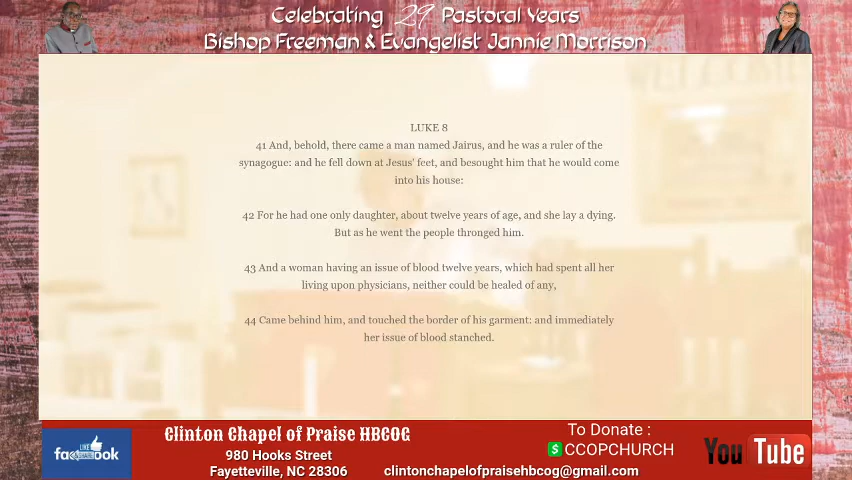 Celebrating 29 Pastoral Years
Bishop Freeman & Evangelist Jannie Morrison
LUKE 8
41 And, behold, there came a man named Jairus, and he was a ruler of the
synagogue: and he fell down at Jesus' feet, and besought him that he would come
into his house:
42 For he had one only daughter, about twelve years of age, and she lay a dying.
But as he went the people thronged him.
43 And a woman having an issue of blood twelve years, which had spent all her
living upon physicians, neither could be healed of any,
44 Came behind him, and touched the border of his garment: and immediately
her issue of blood stanched.
LIKE
facebook
Clinton Chapel of Praise HBCOG
980 Hooks Street
Fayetteville, NC 28306
clintonchapelofpraisehbcog@gmail.com
To Donate :
$ CCOPCHURCH
You Tube